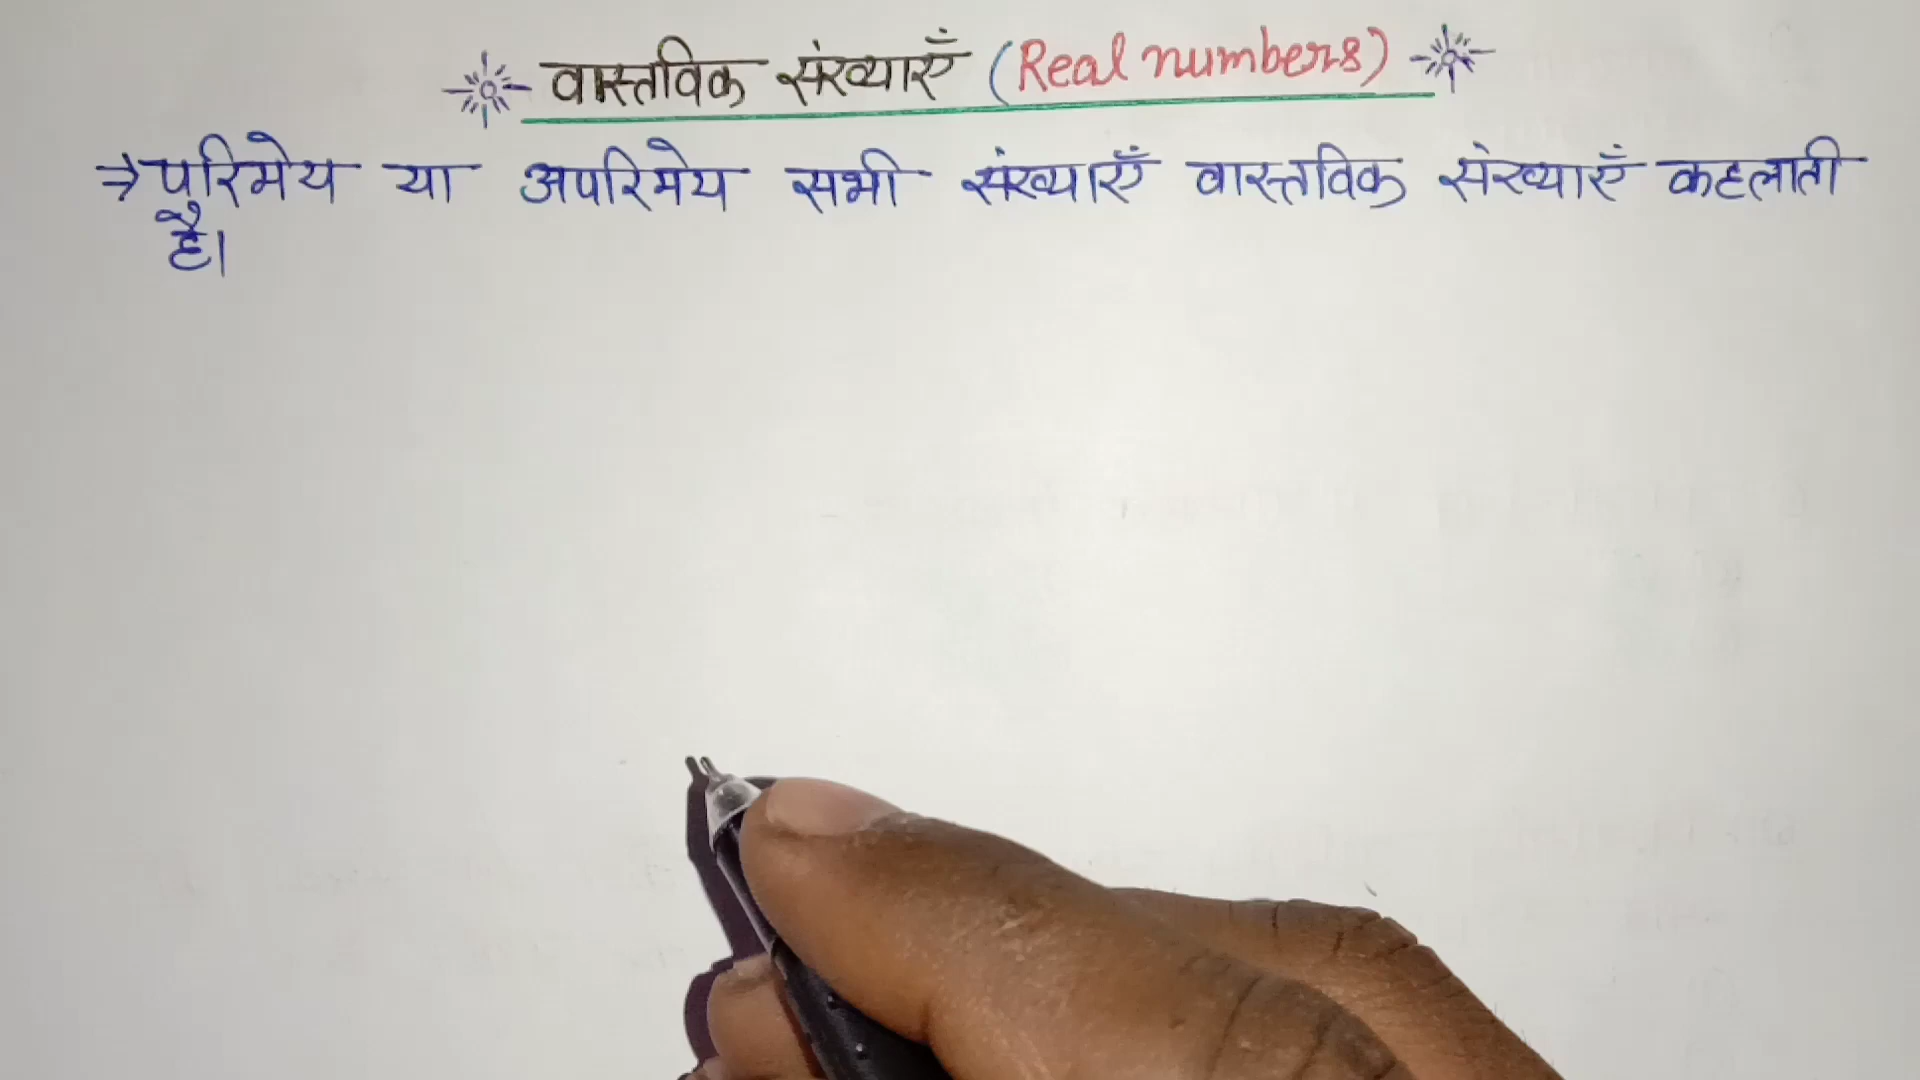 वास्तविक संख्याएँ (Real numbers)
→ परिमेय या अपरिमेय सभी संख्याएँ वास्तविक संख्याएँ कहलाती
है।